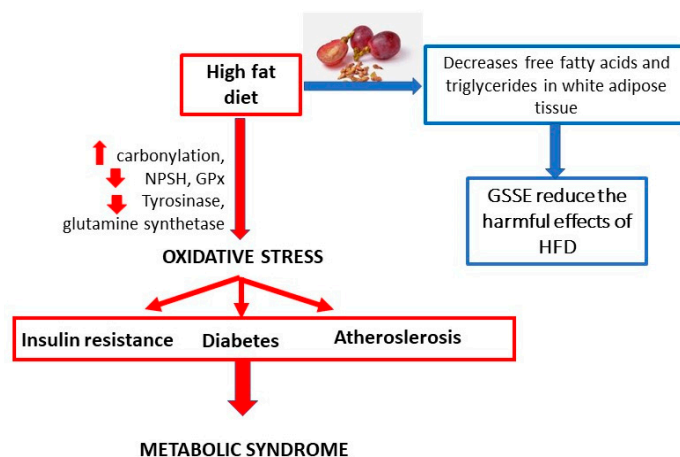 High fat
diet
Decreases free fatty acids and
triglycerides in white adipose
tissue
carbonylation,
NPSH, GPx
Tyrosinase,
glutamine synthetase
GSSE reduce the
harmful effects of
HFD
OXIDATIVE STRESS
Insulin resistance Diabetes Atheroslerosis
METABOLIC SYNDROME